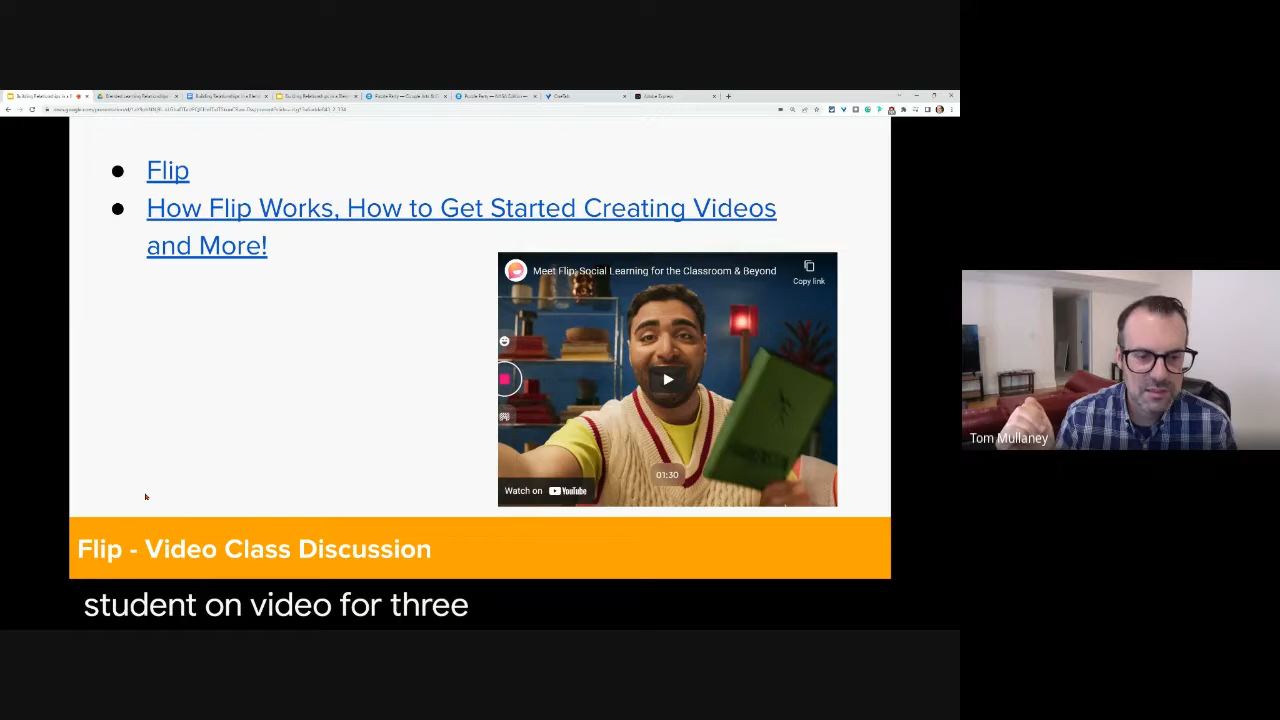 Flip
How Flip Works, How to Get Started Creating Videos
and More!
Meet Flip: Social Learning for the Classroom & Beyond
Copy link
01:30
Watch on YouTube
Flip - Video Class Discussion
student on video for three
Tom Mullaney